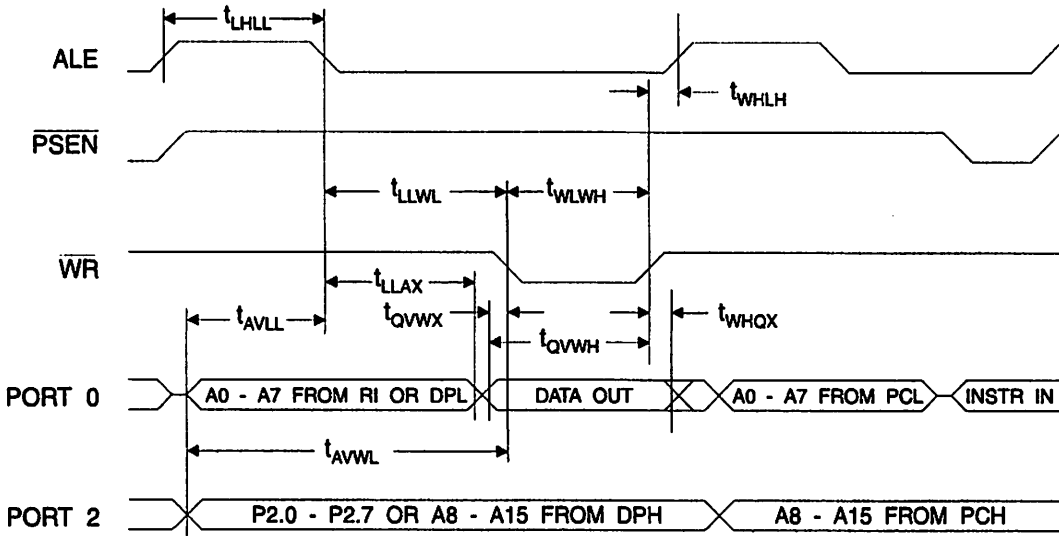 tLHLL
ALE
tWHLH
PSEN
tLLWL
tWLWH
WR
tLLAX
tAVLL
tQVWX
tWHQX
tQVWH
PORT 0
A0 - A7 FROM RI OR DPL
DATA OUT
A0 - A7 FROM PCL
INSTR IN
tAVWL
PORT 2
P2.0 - P2.7 OR A8 - A15 FROM DPH
A8 - A15 FROM PCH